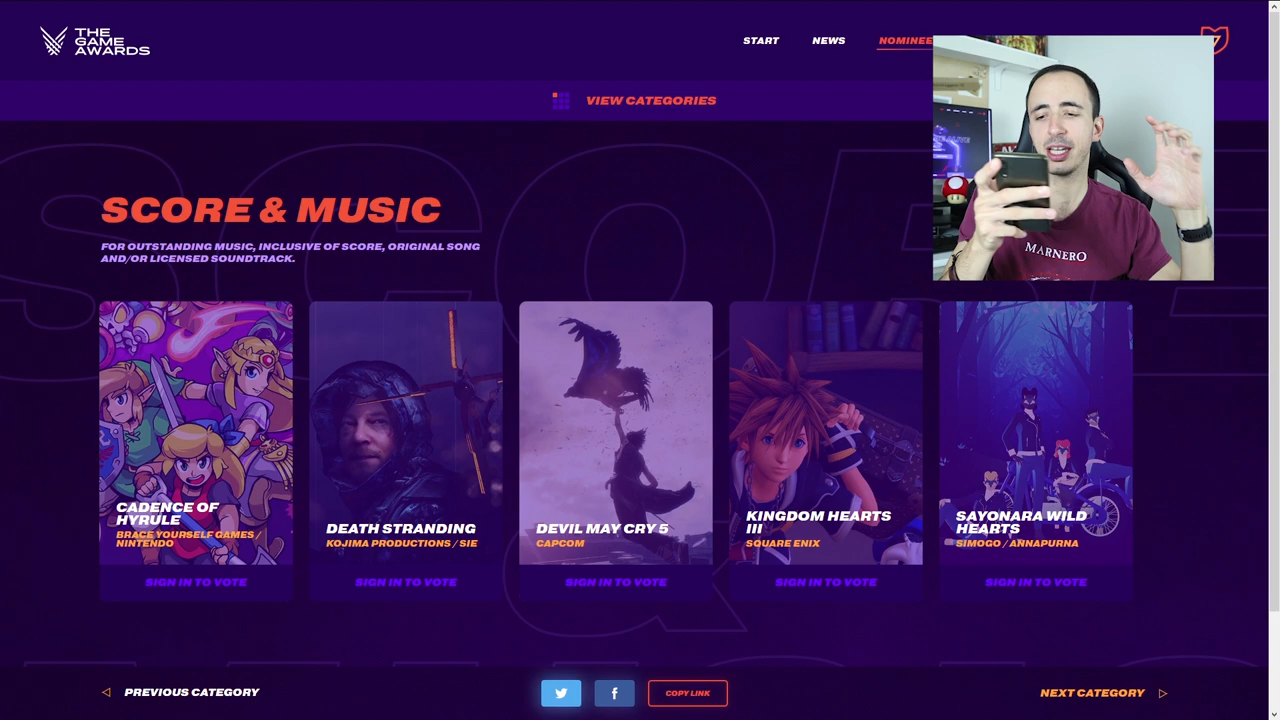 THE
GAME
AWARDS
START
NEWS
NOMINEE
VIEW CATEGORIES
SCORE & MUSIC
FOR OUTSTANDING MUSIC, INCLUSIVE OF SCORE, ORIGINAL SONG
AND/OR LICENSED SOUNDTRACK.
MARNERO
CADENCE OF
HYRULE
BRACE YOURSELF GAMES /
NINTENDO
SIGN IN TO VOTE
DEATH STRANDING
KOJIMA PRODUCTIONS / SIE
SIGN IN TO VOTE
DEVIL MAY CRY 5
CAPCOM
SIGN IN TO VOTE
KINGDOM HEARTS
III
SQUARE ENIX
SIGN IN TO VOTE
SAYONARA WILD
HEARTS
SIMOGO / ANNAPURNA
SIGN IN TO VOTE
PREVIOUS CATEGORY
COPY LINK
NEXT CATEGORY